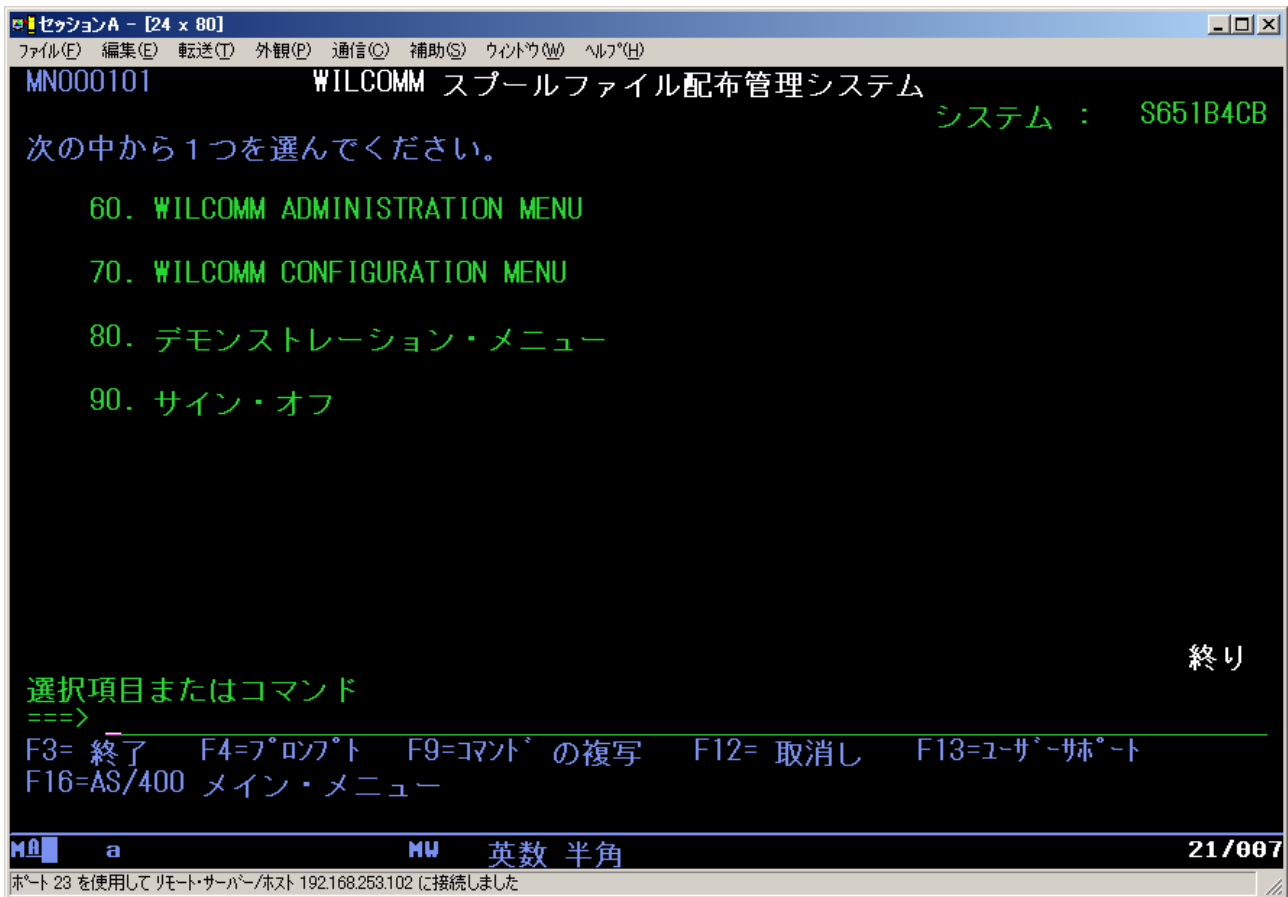 セッションA - [24 x 80]
ファイル(F) 編集(E) 転送(T) 外観(P) 通信(C) 補助(S) ウィンドウ(W) ヘルプ(H)
MN000101 WILCOMM スプールファイル配布管理システム
システム : S651B4CB
次の中から１つを選んでください。
60. WILCOMM ADMINISTRATION MENU
70. WILCOMM CONFIGURATION MENU
80. デモンストレーション・メニュー
90. サイン・オフ
終り
選択項目またはコマンド
===>
F3= 終了 F4=ﾌﾟﾛﾝﾌﾟﾄ F9=ｺﾏﾝﾄﾞ の複写 F12= 取消し F13=ﾕｰｻﾞｰｻﾎﾟｰﾄ
F16=AS/400 メイン・メニュー
MA a MW 英数 半角 21/007
ポート 23 を使用して リモート・サーバー/ホスト 192.168.253.102 に接続しました